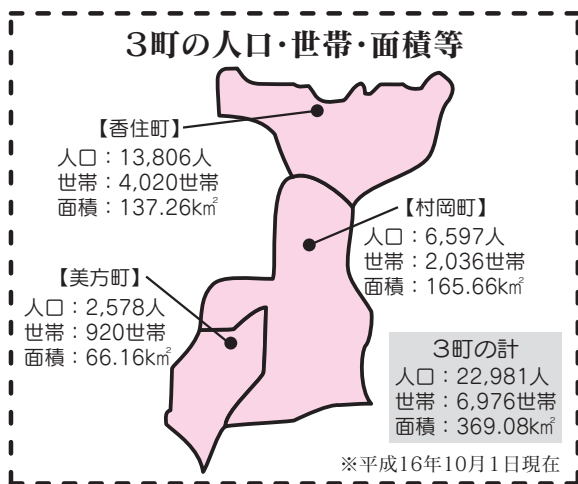 3町の人口･世帯･面積等
【香住町】
人口：13,806人
世帯：4,020世帯
面積：137.26k㎡
【村岡町】
人口：6,597人
世帯：2,036世帯
面積：165.66k㎡
【美方町】
人口：2,578人
世帯：920世帯
面積：66.16k㎡
3町の計
人口：22,981人
世帯：6,976世帯
面積：369.08k㎡
※平成16年10月1日現在